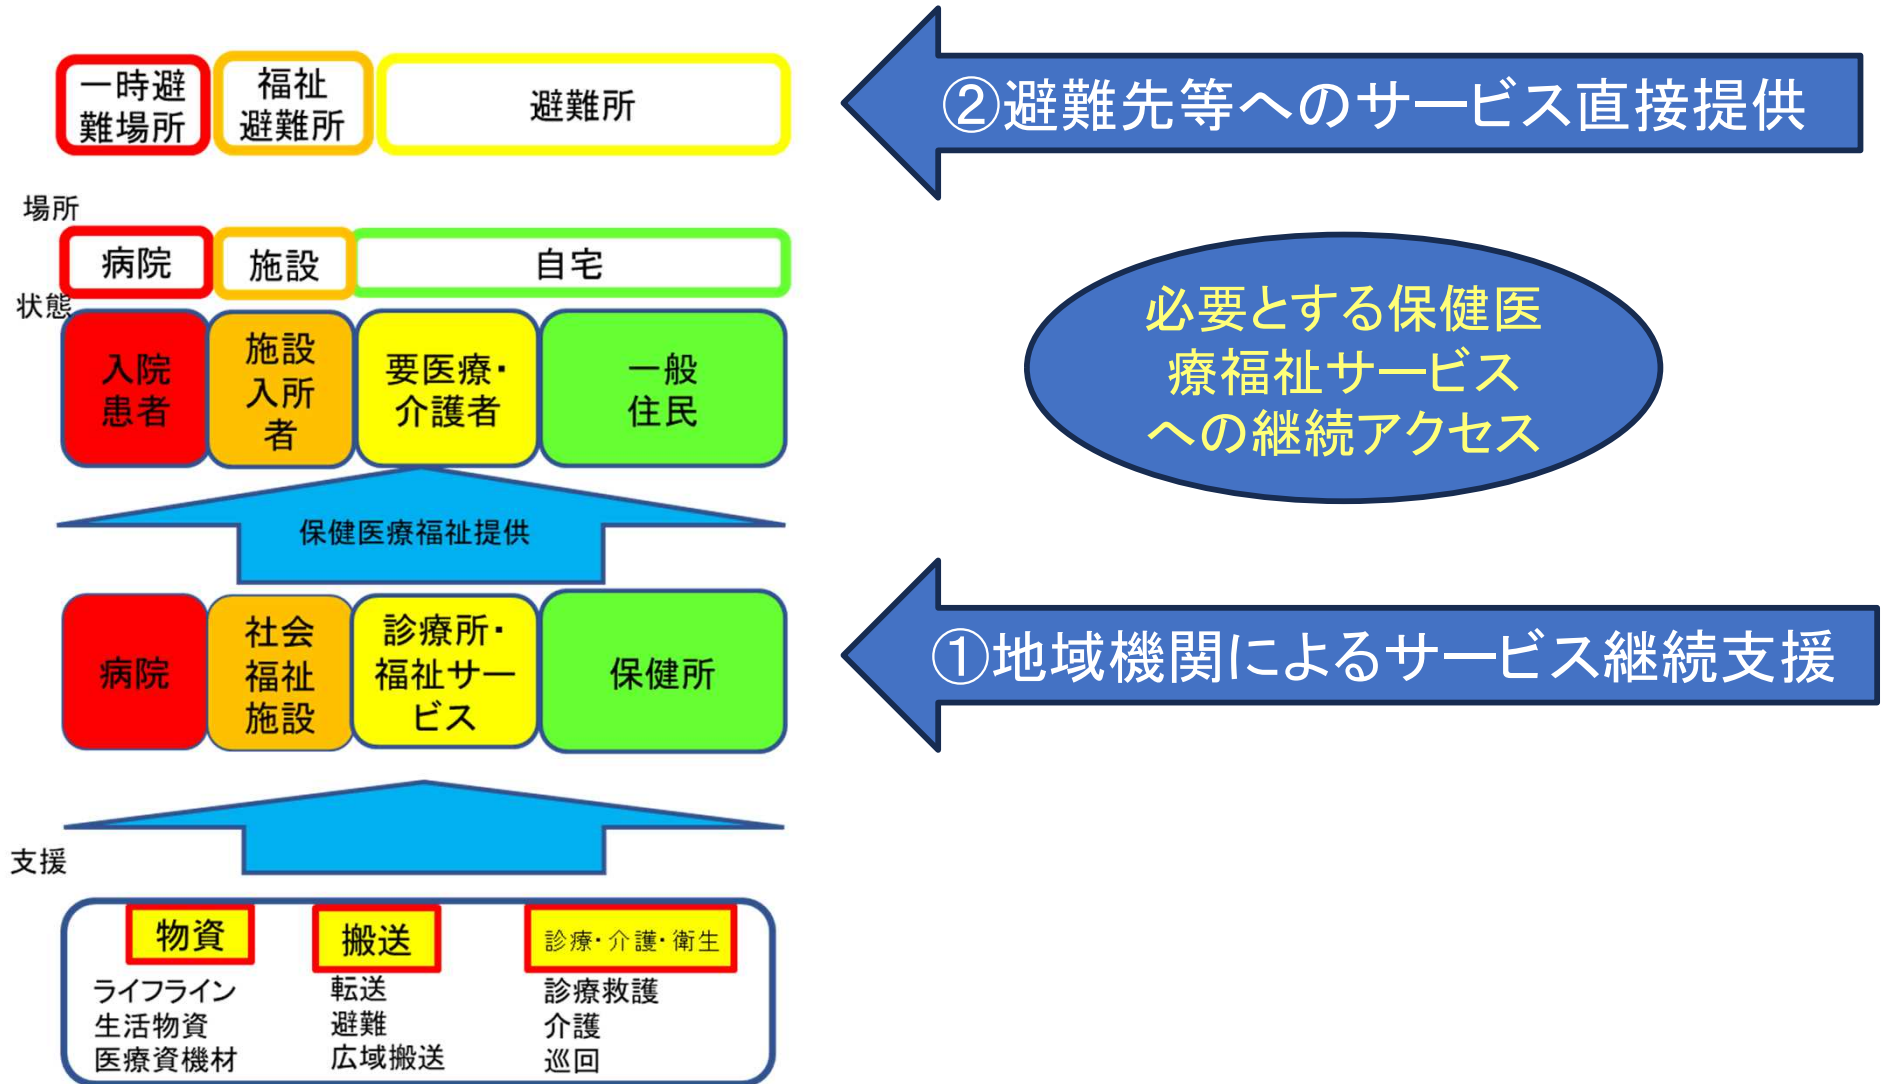 一時避
難場所
福祉
避難所
避難所
②避難先等へのサービス直接提供
場所
病院
施設
自宅
状態
入院
患者
施設
入所
者
要医療・
介護者
一般
住民
必要とする保健医
療福祉サービス
への継続アクセス
保健医療福祉提供
病院
社会
福祉
施設
診療所・
福祉サー
ビス
保健所
①地域機関によるサービス継続支援
支援
物資
ライフライン
生活物資
医療資機材
搬送
転送
避難
広域搬送
診療・介護・衛生
診療救護
介護
巡回